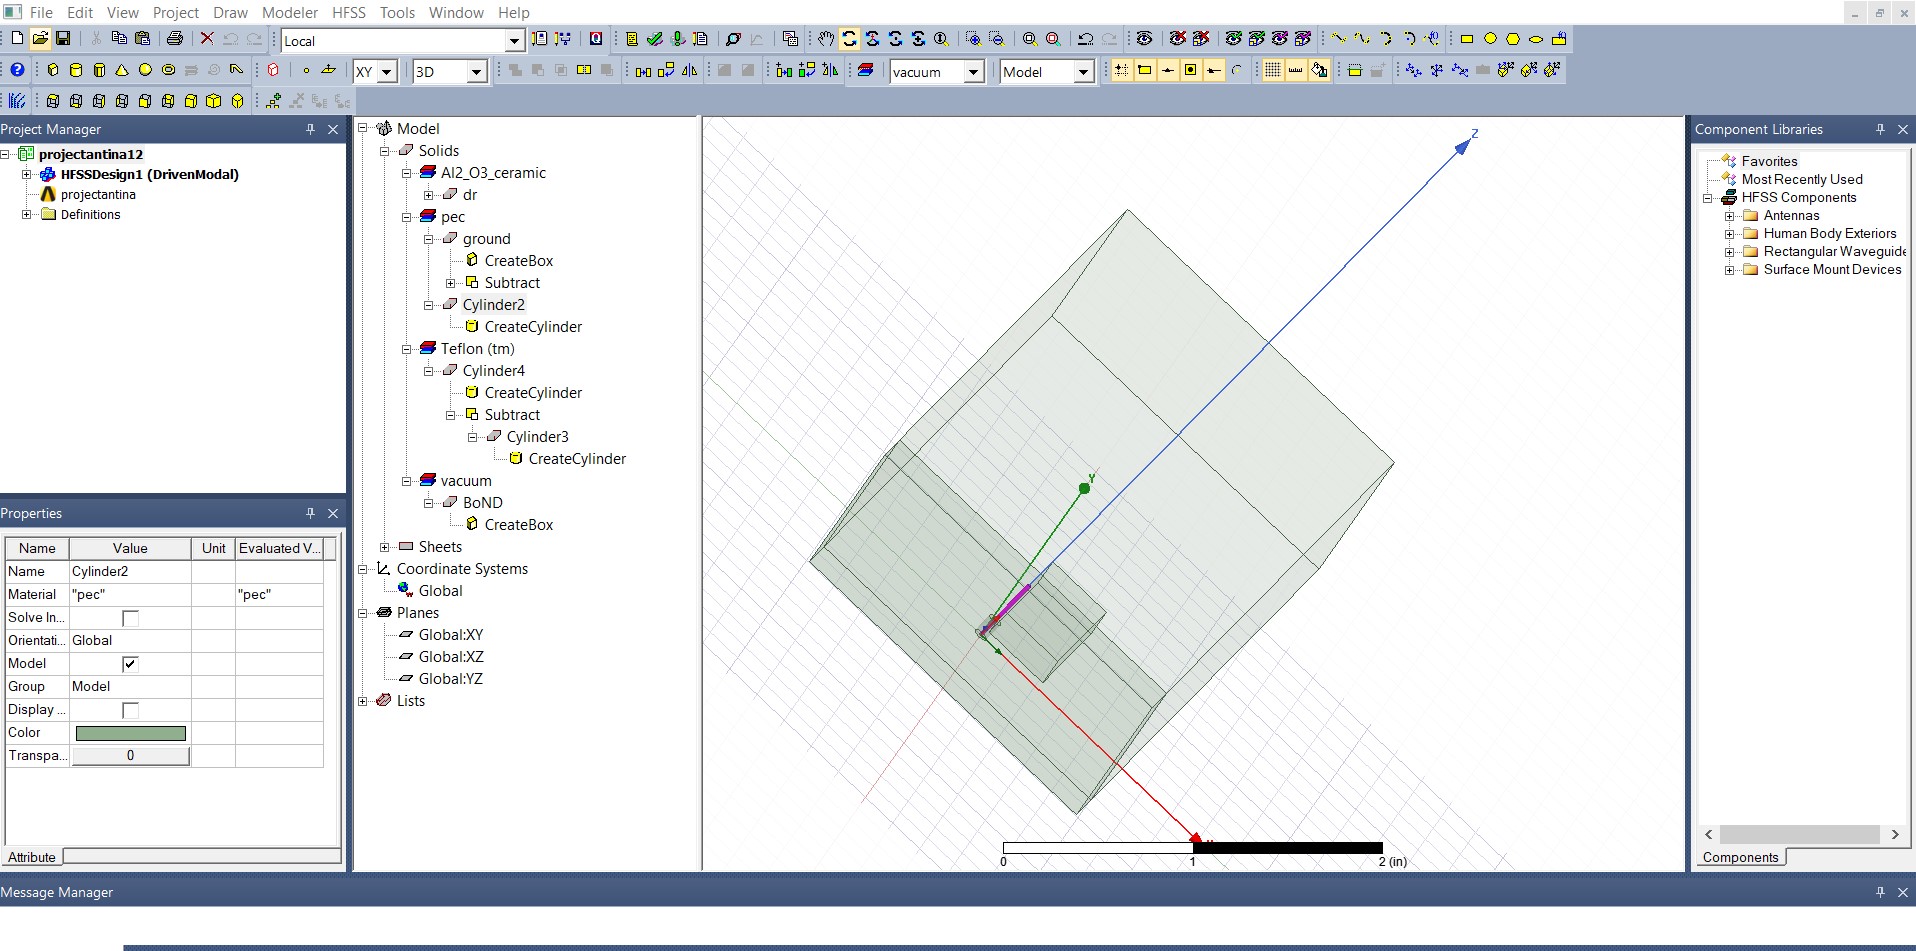 File Edit View Project Draw Modeler HFSS Tools Window Help
Local
XY 3D vacuum Model
Project Manager
projectantina12
HFSSDesign1 (DrivenModal)
projectantina
Definitions
Properties
Name Value Unit Evaluated V...
Name Cylinder2
Material "pec" "pec"
Solve In...
Orientati... Global
Model
Group Model
Display ...
Color
Transpa... 0
Attribute
Model
Solids
Al2_O3_ceramic
dr
pec
ground
CreateBox
Subtract
Cylinder2
CreateCylinder
Teflon (tm)
Cylinder4
CreateCylinder
Subtract
Cylinder3
CreateCylinder
vacuum
BoND
CreateBox
Sheets
Coordinate Systems
Global
Planes
Global:XY
Global:XZ
Global:YZ
Lists
Z
Y
0 1 2 (in)
Component Libraries
Favorites
Most Recently Used
HFSS Components
Antennas
Human Body Exteriors
Rectangular Waveguide
Surface Mount Devices
Components
Message Manager